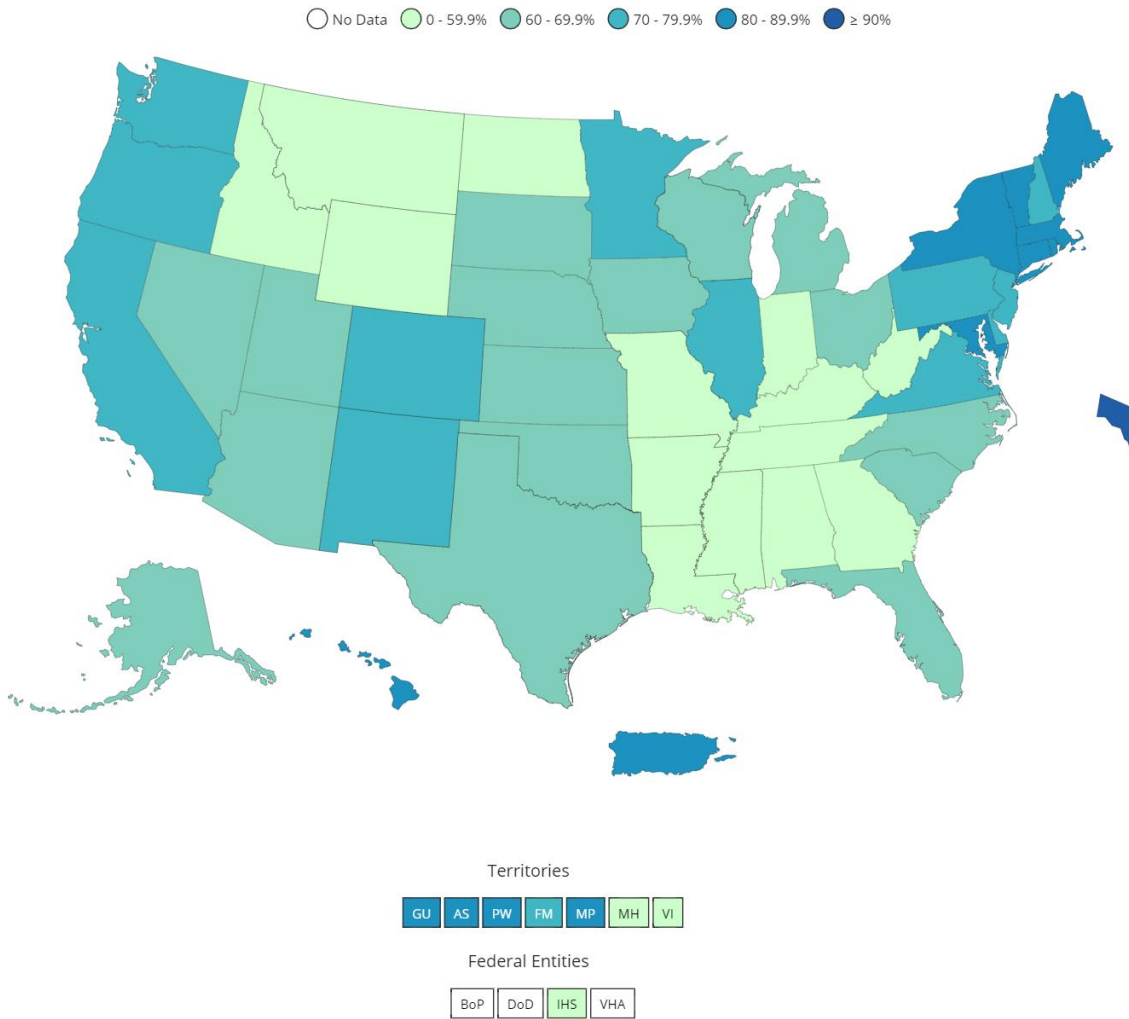 No Data 0 - 59.9% 60 - 69.9% 70 - 79.9% 80 - 89.9% ≥ 90%
Territories
GU AS PW FM MP MH VI
Federal Entities
BoP DoD IHS VHA